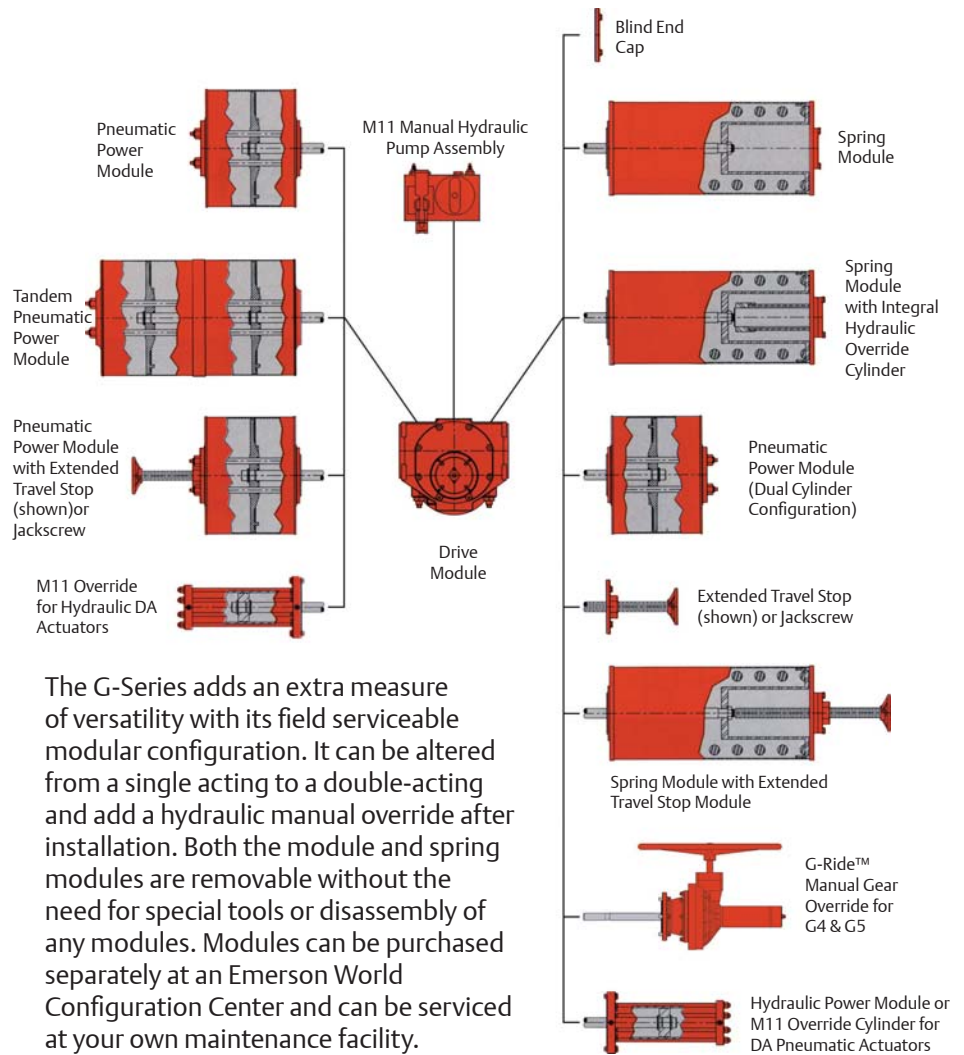 Blind End
Cap
Pneumatic
Power
Module
M11 Manual Hydraulic
Pump Assembly
Spring
Module
Tandem
Pneumatic
Power
Module
Spring
Module
with Integral
Hydraulic
Override
Cylinder
Pneumatic
Power Module
with Extended
Travel Stop
(shown)or
Jackscrew
Pneumatic
Power Module
(Dual Cylinder
Configuration)
Drive
Module
M11 Override
for Hydraulic DA
Actuators
Extended Travel Stop
(shown) or Jackscrew
The G-Series adds an extra measure
of versatility with its field serviceable
modular configuration. It can be altered
from a single acting to a double-acting
and add a hydraulic manual override after
installation. Both the module and spring
modules are removable without the
need for special tools or disassembly of
any modules. Modules can be purchased
separately at an Emerson World
Configuration Center and can be serviced
at your own maintenance facility.
Spring Module with Extended
Travel Stop Module
G-Ride™
Manual Gear
Override for
G4 & G5
Hydraulic Power Module or
M11 Override Cylinder for
DA Pneumatic Actuators